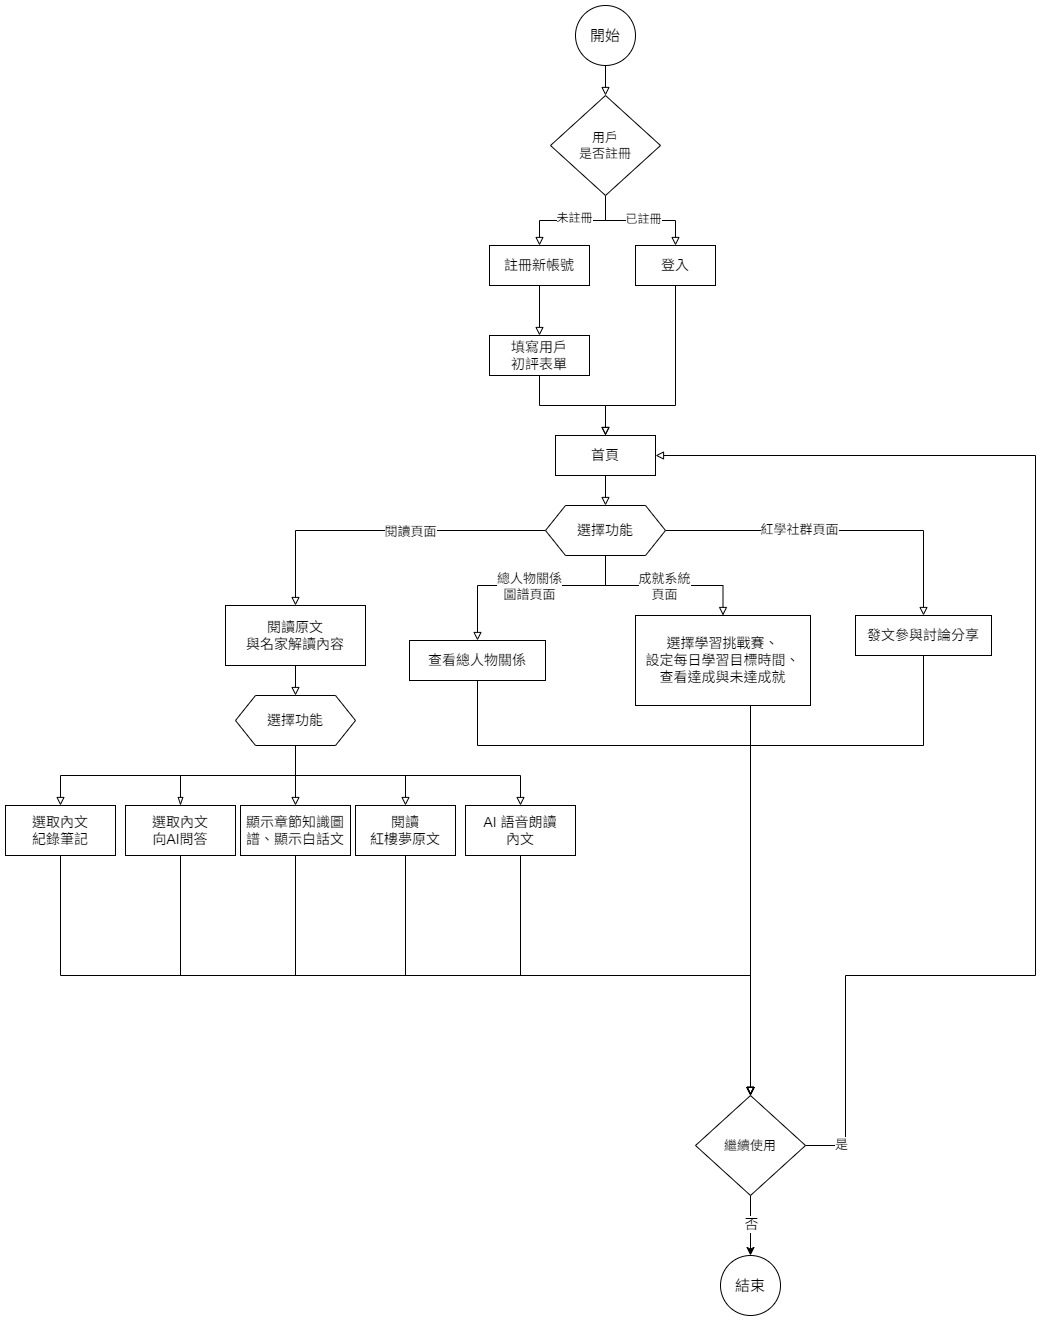 開始
用戶
是否註冊
未註冊
已註冊
註冊新帳號
登入
填寫用戶
初評表單
首頁
選擇功能
閱讀頁面
紅學社群頁面
總人物關係
圖譜頁面
成就系統
頁面
閱讀原文
與名家解讀內容
查看總人物關係
選擇學習挑戰賽、
設定每日學習目標時間、
查看達成與未達成就
發文參與討論分享
選擇功能
選取內文
紀錄筆記
選取內文
向AI問答
顯示章節知識圖
譜、顯示白話文
閱讀
紅樓夢原文
AI 語音朗讀
內文
繼續使用
是
否
結束